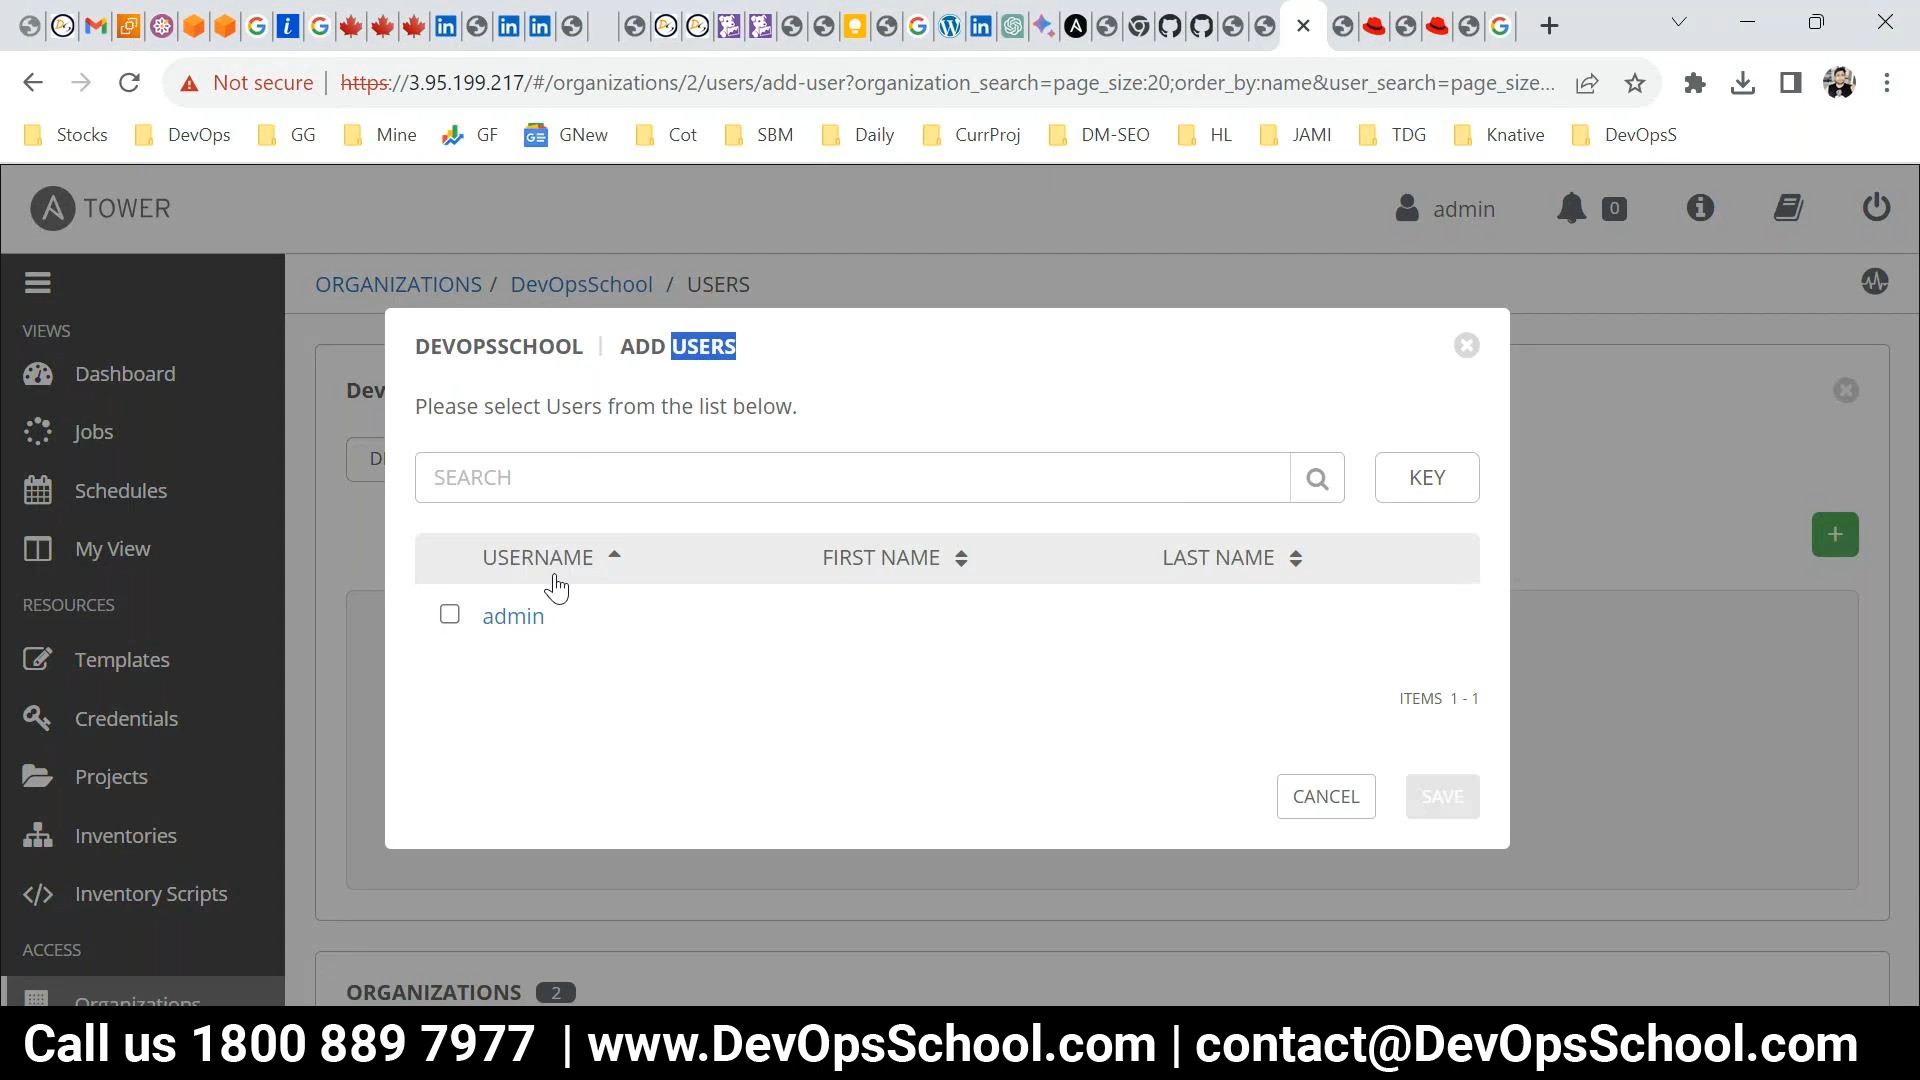 Not secure
https://3.95.199.217/#/organizations/2/users/add-user?organization_search=page_size:20;order_by:name&user_search=page_size...
Stocks
DevOps
GG
Mine
GF
GNew
Cot
SBM
Daily
CurrProj
DM-SEO
HL
JAMI
TDG
Knative
DevOpsS
A TOWER
admin
0
ORGANIZATIONS / DevOpsSchool / USERS
VIEWS
Dashboard
Jobs
Schedules
My View
RESOURCES
Templates
Credentials
Projects
Inventories
Inventory Scripts
ACCESS
Organizations
Dev
DEVOPSSCHOOL | ADD USERS
Please select Users from the list below.
SEARCH
KEY
USERNAME
FIRST NAME
LAST NAME
admin
ITEMS 1 - 1
CANCEL
SAVE
ORGANIZATIONS 2
Call us 1800 889 7977 | www.DevOpsSchool.com | contact@DevOpsSchool.com